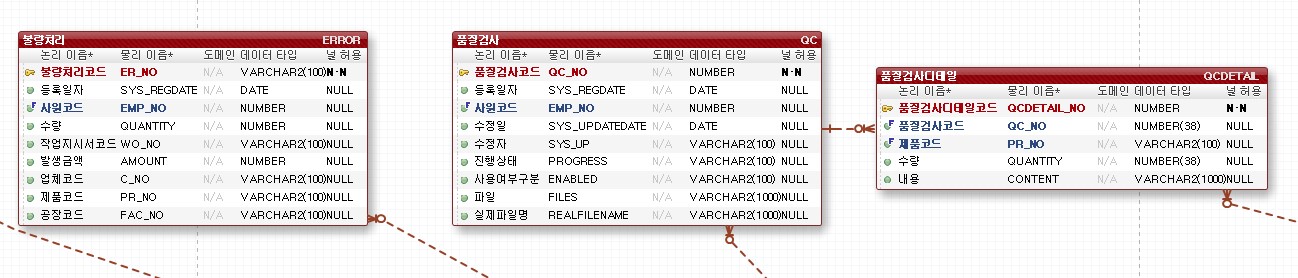 불량처리 ERROR
논리 이름* 물리 이름* 도메인 데이터 타입 널 허용
불량처리코드 ER_NO N/A VARCHAR2(100) N-N
등록일자 SYS_REGDATE N/A DATE NULL
사원코드 EMP_NO N/A NUMBER NULL
수량 QUANTITY N/A NUMBER NULL
작업지시서코드 WO_NO N/A VARCHAR2(100) NULL
발생금액 AMOUNT N/A NUMBER NULL
업체코드 C_NO N/A VARCHAR2(100) NULL
제품코드 PR_NO N/A VARCHAR2(100) NULL
공장코드 FAC_NO N/A VARCHAR2(100) NULL
품질검사 QC
논리 이름* 물리 이름* 도메인 데이터 타입 널 허용
품질검사코드 QC_NO N/A NUMBER N-N
등록일자 SYS_REGDATE N/A DATE NULL
사원코드 EMP_NO N/A NUMBER NULL
수정일 SYS_UPDATEDATE N/A DATE NULL
수정자 SYS_UP N/A VARCHAR2(100) NULL
진행상태 PROGRESS N/A VARCHAR2(100) NULL
사용여부구분 ENABLED N/A VARCHAR2(100) NULL
파일 FILES N/A VARCHAR2(1000) NULL
실제파일명 REALFILENAME N/A VARCHAR2(1000) NULL
품질검사디테일 QCDETAIL
논리 이름* 물리 이름* 도메인 데이터 타입 널 허용
품질검사디테일코드 QCDETAIL_NO N/A NUMBER N-N
품질검사코드 QC_NO N/A NUMBER(38) NULL
제품코드 PR_NO N/A VARCHAR2(100) NULL
수량 QUANTITY N/A NUMBER(38) NULL
내용 CONTENT N/A VARCHAR2(1000) NULL